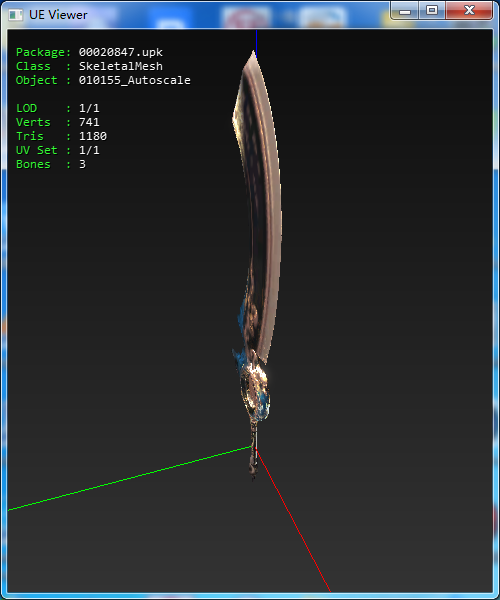 UE Viewer
Package: 00020847.upk
Class : SkeletalMesh
Object : 010155_Autoscale
LOD : 1/1
Verts : 741
Tris : 1180
UV Set : 1/1
Bones : 3